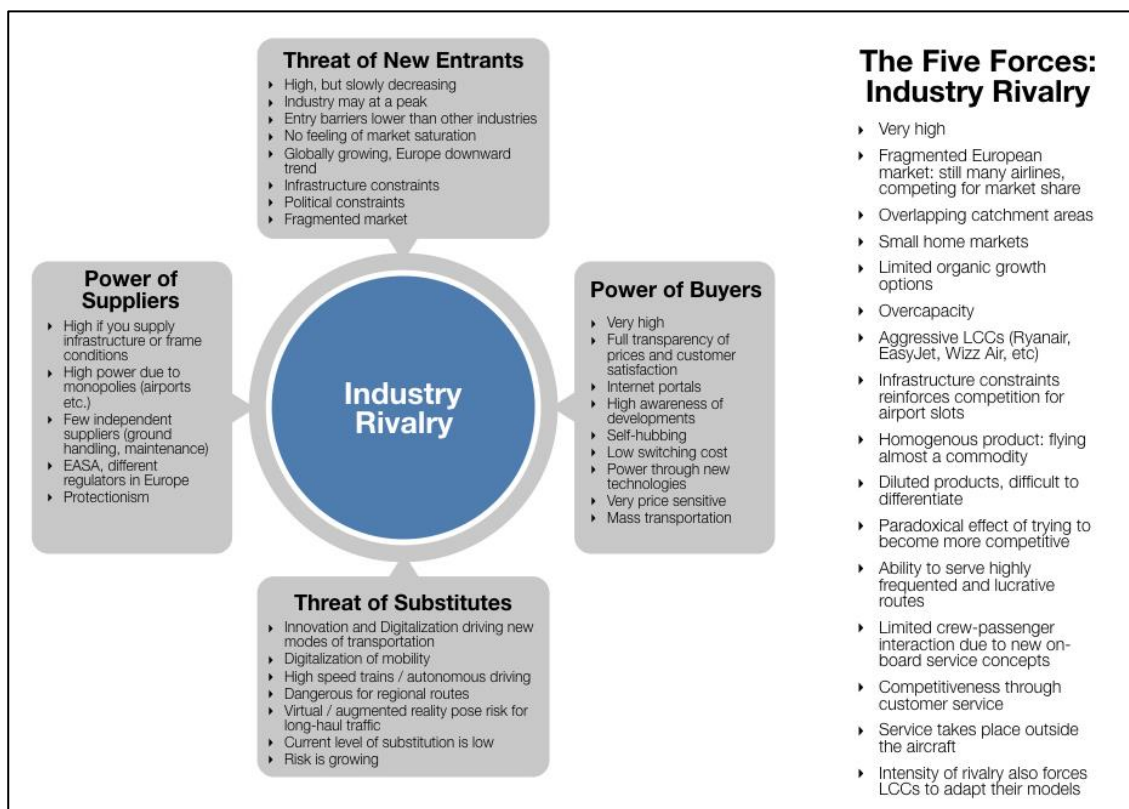 Threat of New Entrants
High, but slowly decreasing
Industry may at a peak
Entry barriers lower than other industries
No feeling of market saturation
Globally growing, Europe downward
trend
Infrastructure constraints
Political constraints
Fragmented market
Power of
Suppliers
High if you supply
infrastructure or frame
conditions
High power due to
monopolies (airports
etc.)
Few independent
suppliers (ground
handling, maintenance)
EASA, different
regulators in Europe
Protectionism
Industry
Rivalry
Power of Buyers
Very high
Full transparency of
prices and customer
satisfaction
Internet portals
High awareness of
developments
Self-hubbing
Low switching cost
Power through new
technologies
Very price sensitive
Mass transportation
Threat of Substitutes
Innovation and Digitalization driving new
modes of transportation
Digitalization of mobility
High speed trains / autonomous driving
Dangerous for regional routes
Virtual / augmented reality pose risk for
long-haul traffic
Current level of substitution is low
Risk is growing
The Five Forces:
Industry Rivalry
Very high
Fragmented European
market: still many airlines,
competing for market share
Overlapping catchment areas
Small home markets
Limited organic growth
options
Overcapacity
Aggressive LCCs (Ryanair,
EasyJet, Wizz Air, etc)
Infrastructure constraints
reinforces competition for
airport slots
Homogenous product: flying
almost a commodity
Diluted products, difficult to
differentiate
Paradoxical effect of trying to
become more competitive
Ability to serve highly
frequented and lucrative
routes
Limited crew-passenger
interaction due to new on-
board service concepts
Competitiveness through
customer service
Service takes place outside
the aircraft
Intensity of rivalry also forces
LCCs to adapt their models